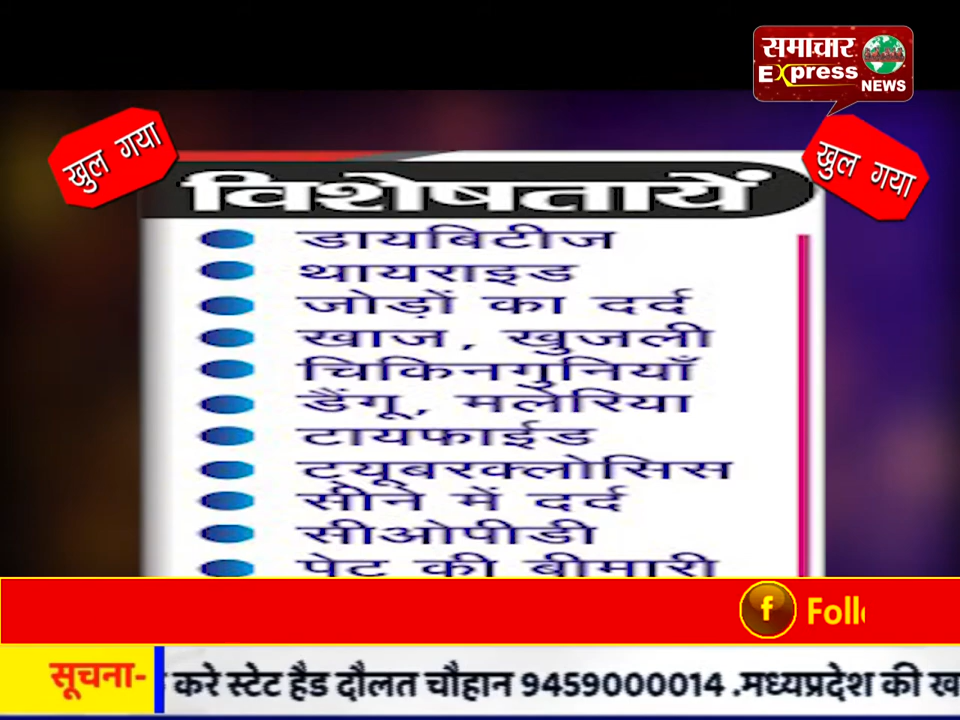 समाचार
Express
NEWS
खुल गया
खुल गया
विशेषतायें
डायबिटीज
थायराइड
जोड़ों का दर्द
खाज, खुजली
चिकिनगुनियाँ
डेंगू, मलेरिया
टायफाईड
ट्यूबरक्लोसिस
सीने में दर्द
सीओपीडी
पेट की बीमारी
f Foll
सूचना- करे स्टेट हैड दौलत चौहान 9459000014 .मध्यप्रदेश की ख